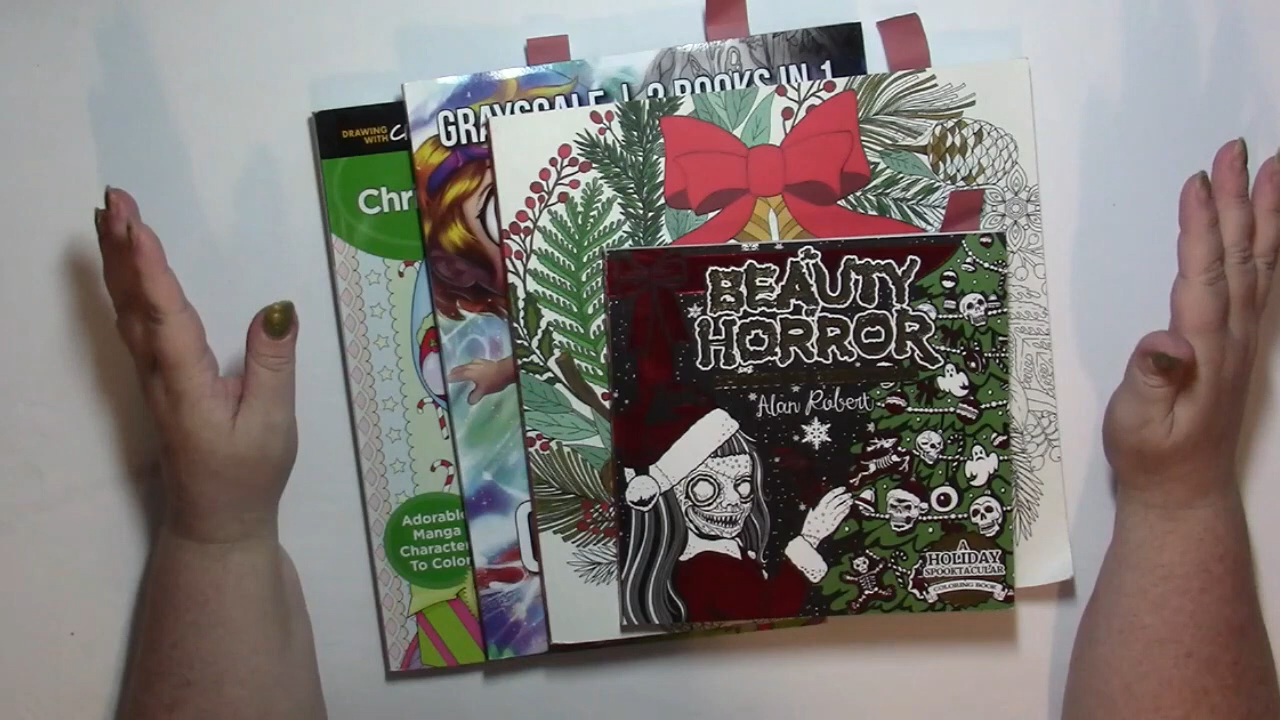 DRAWING
WITH
Chr
Adorable
Manga
Character
To Color
GRAYSCALE | 3 BOOKS IN 1
BEAUTY
HORROR
Alan Robert
A
HOLIDAY
SPOOKTACULAR
COLORING BOOK